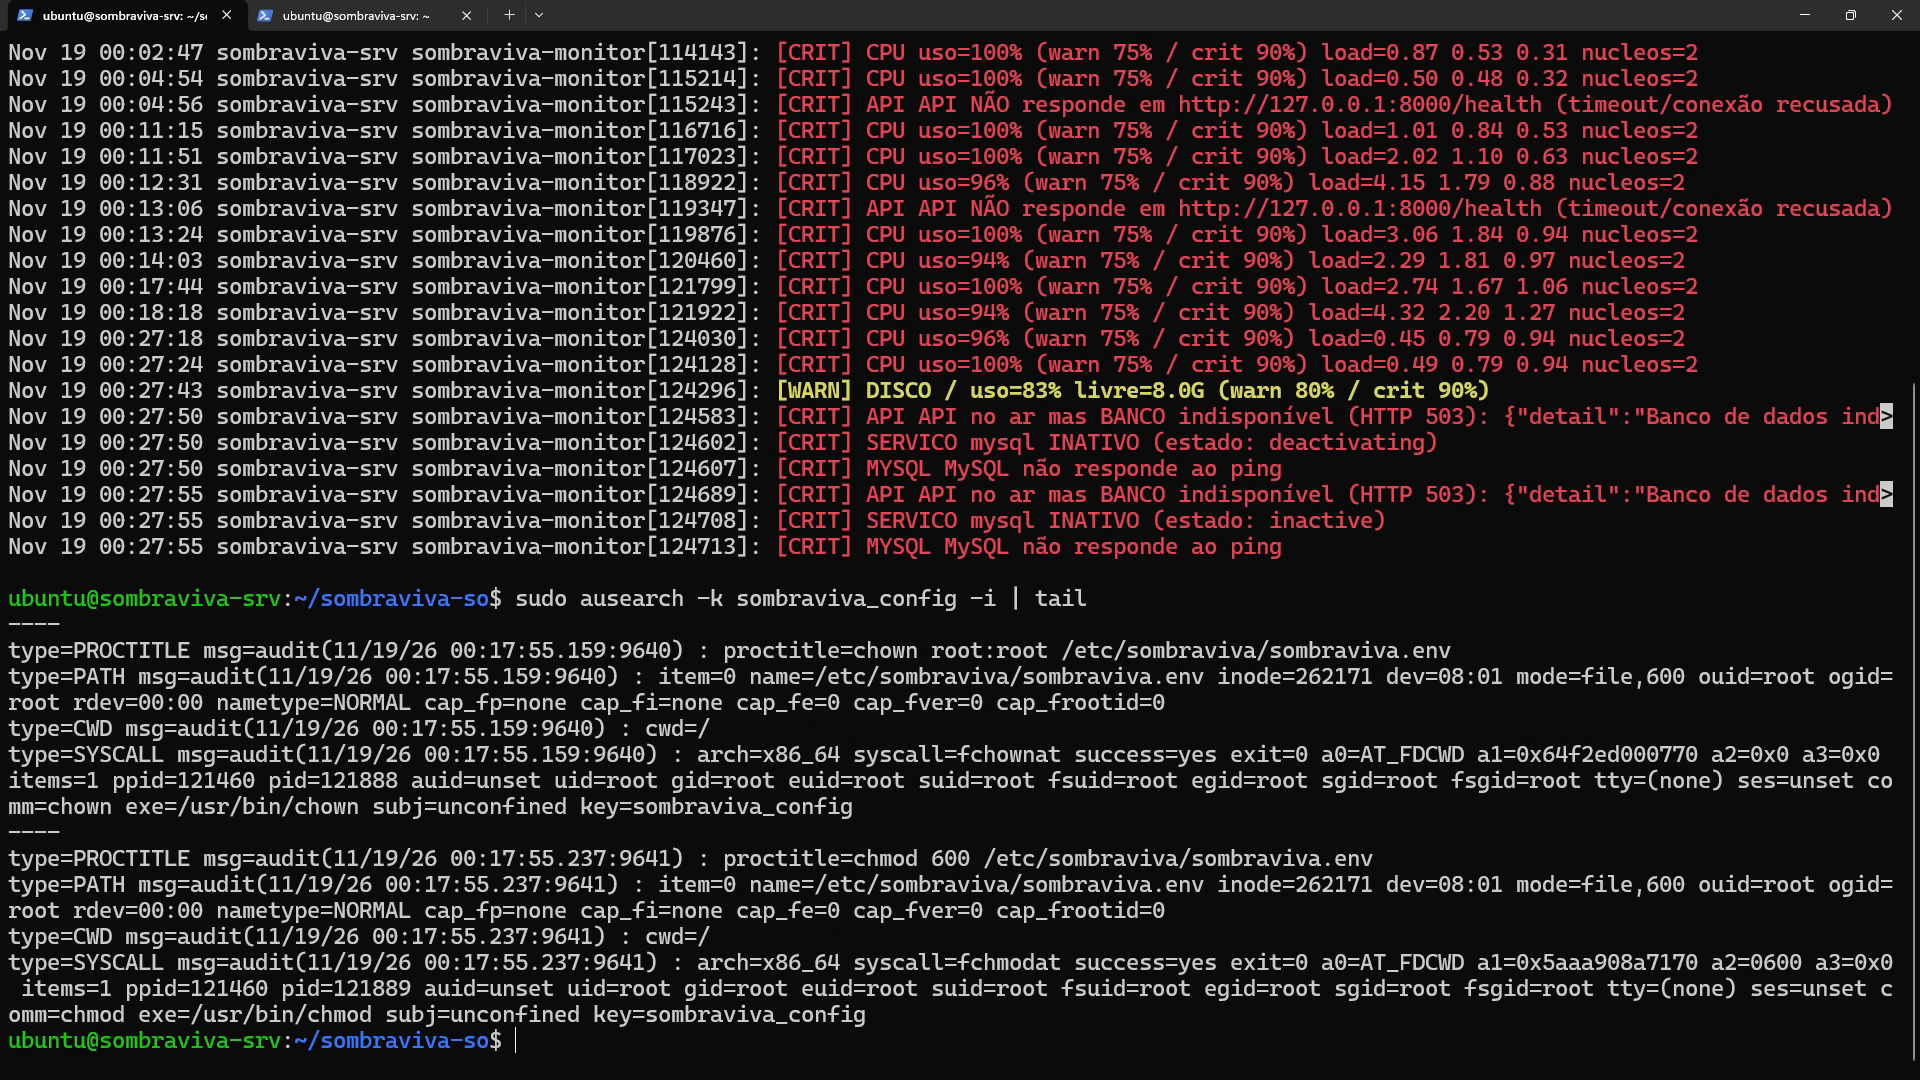 ubuntu@sombraviva-srv: ~/s
ubuntu@sombraviva-srv: ~
Nov 19 00:02:47 sombraviva-srv sombraviva-monitor[114143]: [CRIT] CPU uso=100% (warn 75% / crit 90%) load=0.87 0.53 0.31 nucleos=2
Nov 19 00:04:54 sombraviva-srv sombraviva-monitor[115214]: [CRIT] CPU uso=100% (warn 75% / crit 90%) load=0.50 0.48 0.32 nucleos=2
Nov 19 00:04:56 sombraviva-srv sombraviva-monitor[115243]: [CRIT] API API NÃO responde em http://127.0.0.1:8000/health (timeout/conexão recusada)
Nov 19 00:11:15 sombraviva-srv sombraviva-monitor[116716]: [CRIT] CPU uso=100% (warn 75% / crit 90%) load=1.01 0.84 0.53 nucleos=2
Nov 19 00:11:51 sombraviva-srv sombraviva-monitor[117023]: [CRIT] CPU uso=100% (warn 75% / crit 90%) load=2.02 1.10 0.63 nucleos=2
Nov 19 00:12:31 sombraviva-srv sombraviva-monitor[118922]: [CRIT] CPU uso=96% (warn 75% / crit 90%) load=4.15 1.79 0.88 nucleos=2
Nov 19 00:13:06 sombraviva-srv sombraviva-monitor[119347]: [CRIT] API API NÃO responde em http://127.0.0.1:8000/health (timeout/conexão recusada)
Nov 19 00:13:24 sombraviva-srv sombraviva-monitor[119876]: [CRIT] CPU uso=100% (warn 75% / crit 90%) load=3.06 1.84 0.94 nucleos=2
Nov 19 00:14:03 sombraviva-srv sombraviva-monitor[120460]: [CRIT] CPU uso=94% (warn 75% / crit 90%) load=2.29 1.81 0.97 nucleos=2
Nov 19 00:17:44 sombraviva-srv sombraviva-monitor[121799]: [CRIT] CPU uso=100% (warn 75% / crit 90%) load=2.74 1.67 1.06 nucleos=2
Nov 19 00:18:18 sombraviva-srv sombraviva-monitor[121922]: [CRIT] CPU uso=94% (warn 75% / crit 90%) load=4.32 2.20 1.27 nucleos=2
Nov 19 00:27:18 sombraviva-srv sombraviva-monitor[124030]: [CRIT] CPU uso=96% (warn 75% / crit 90%) load=0.45 0.79 0.94 nucleos=2
Nov 19 00:27:24 sombraviva-srv sombraviva-monitor[124128]: [CRIT] CPU uso=100% (warn 75% / crit 90%) load=0.49 0.79 0.94 nucleos=2
Nov 19 00:27:43 sombraviva-srv sombraviva-monitor[124296]: [WARN] DISCO / uso=83% livre=8.0G (warn 80% / crit 90%)
Nov 19 00:27:50 sombraviva-srv sombraviva-monitor[124583]: [CRIT] API API no ar mas BANCO indisponível (HTTP 503): {"detail":"Banco de dados ind>
Nov 19 00:27:50 sombraviva-srv sombraviva-monitor[124602]: [CRIT] SERVICO mysql INATIVO (estado: deactivating)
Nov 19 00:27:50 sombraviva-srv sombraviva-monitor[124607]: [CRIT] MYSQL MySQL não responde ao ping
Nov 19 00:27:55 sombraviva-srv sombraviva-monitor[124689]: [CRIT] API API no ar mas BANCO indisponível (HTTP 503): {"detail":"Banco de dados ind>
Nov 19 00:27:55 sombraviva-srv sombraviva-monitor[124708]: [CRIT] SERVICO mysql INATIVO (estado: inactive)
Nov 19 00:27:55 sombraviva-srv sombraviva-monitor[124713]: [CRIT] MYSQL MySQL não responde ao ping
ubuntu@sombraviva-srv:~/sombraviva-so$ sudo ausearch -k sombraviva_config -i | tail
----
type=PROCTITLE msg=audit(11/19/26 00:17:55.159:9640) : proctitle=chown root:root /etc/sombraviva/sombraviva.env
type=PATH msg=audit(11/19/26 00:17:55.159:9640) : item=0 name=/etc/sombraviva/sombraviva.env inode=262171 dev=08:01 mode=file,600 ouid=root ogid=
root rdev=00:00 nametype=NORMAL cap_fp=none cap_fi=none cap_fe=0 cap_fver=0 cap_frootid=0
type=CWD msg=audit(11/19/26 00:17:55.159:9640) : cwd=/
type=SYSCALL msg=audit(11/19/26 00:17:55.159:9640) : arch=x86_64 syscall=fchownat success=yes exit=0 a0=AT_FDCWD a1=0x64f2ed000770 a2=0x0 a3=0x0
items=1 ppid=121460 pid=121888 auid=unset uid=root gid=root euid=root suid=root fsuid=root egid=root sgid=root fsgid=root tty=(none) ses=unset co
mm=chown exe=/usr/bin/chown subj=unconfined key=sombraviva_config
----
type=PROCTITLE msg=audit(11/19/26 00:17:55.237:9641) : proctitle=chmod 600 /etc/sombraviva/sombraviva.env
type=PATH msg=audit(11/19/26 00:17:55.237:9641) : item=0 name=/etc/sombraviva/sombraviva.env inode=262171 dev=08:01 mode=file,600 ouid=root ogid=
root rdev=00:00 nametype=NORMAL cap_fp=none cap_fi=none cap_fe=0 cap_fver=0 cap_frootid=0
type=CWD msg=audit(11/19/26 00:17:55.237:9641) : cwd=/
type=SYSCALL msg=audit(11/19/26 00:17:55.237:9641) : arch=x86_64 syscall=fchmodat success=yes exit=0 a0=AT_FDCWD a1=0x5aaa908a7170 a2=0600 a3=0x0
items=1 ppid=121460 pid=121889 auid=unset uid=root gid=root euid=root suid=root fsuid=root egid=root sgid=root fsgid=root tty=(none) ses=unset c
omm=chmod exe=/usr/bin/chmod subj=unconfined key=sombraviva_config
ubuntu@sombraviva-srv:~/sombraviva-so$